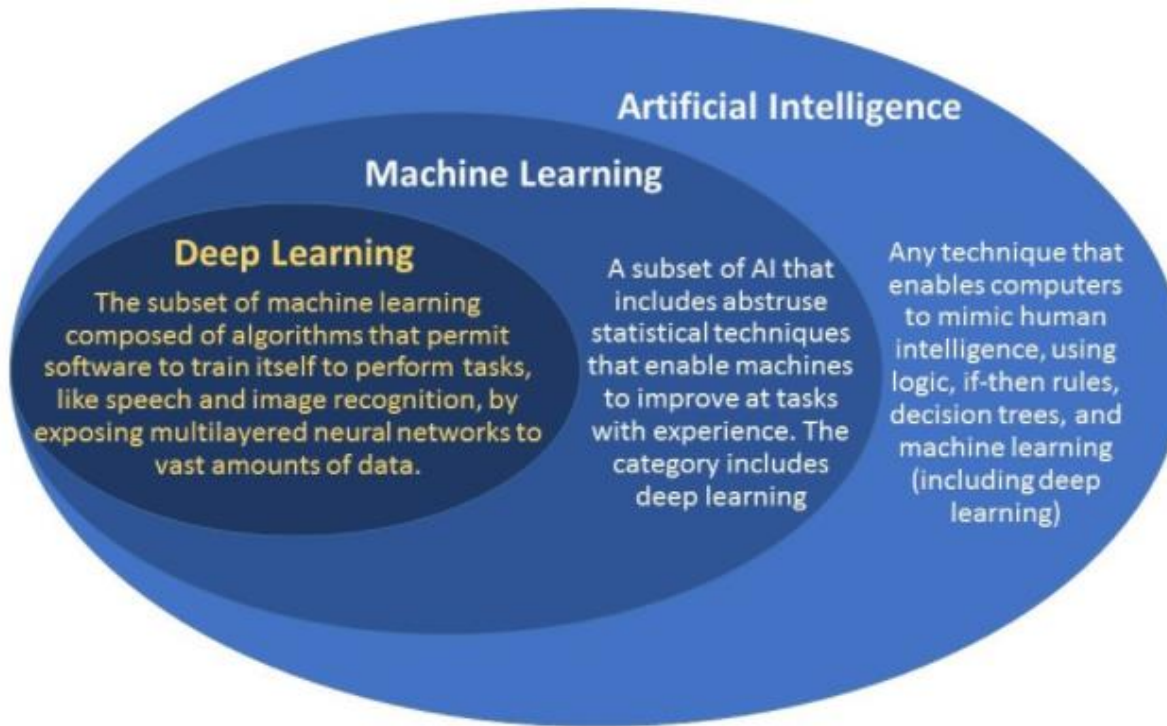 Artificial Intelligence
Machine Learning
Deep Learning
The subset of machine learning
composed of algorithms that permit
software to train itself to perform tasks,
like speech and image recognition, by
exposing multilayered neural networks to
vast amounts of data.
A subset of AI that
includes abstruse
statistical techniques
that enable machines
to improve at tasks
with experience. The
category includes
deep learning
Any technique that
enables computers
to mimic human
intelligence, using
logic, if-then rules,
decision trees, and
machine learning
(including deep
learning)